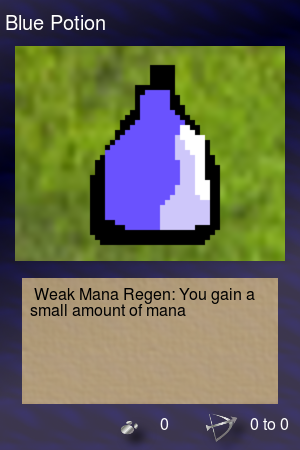 Blue Potion
Weak Mana Regen: You gain a
small amount of mana
0
0 to 0